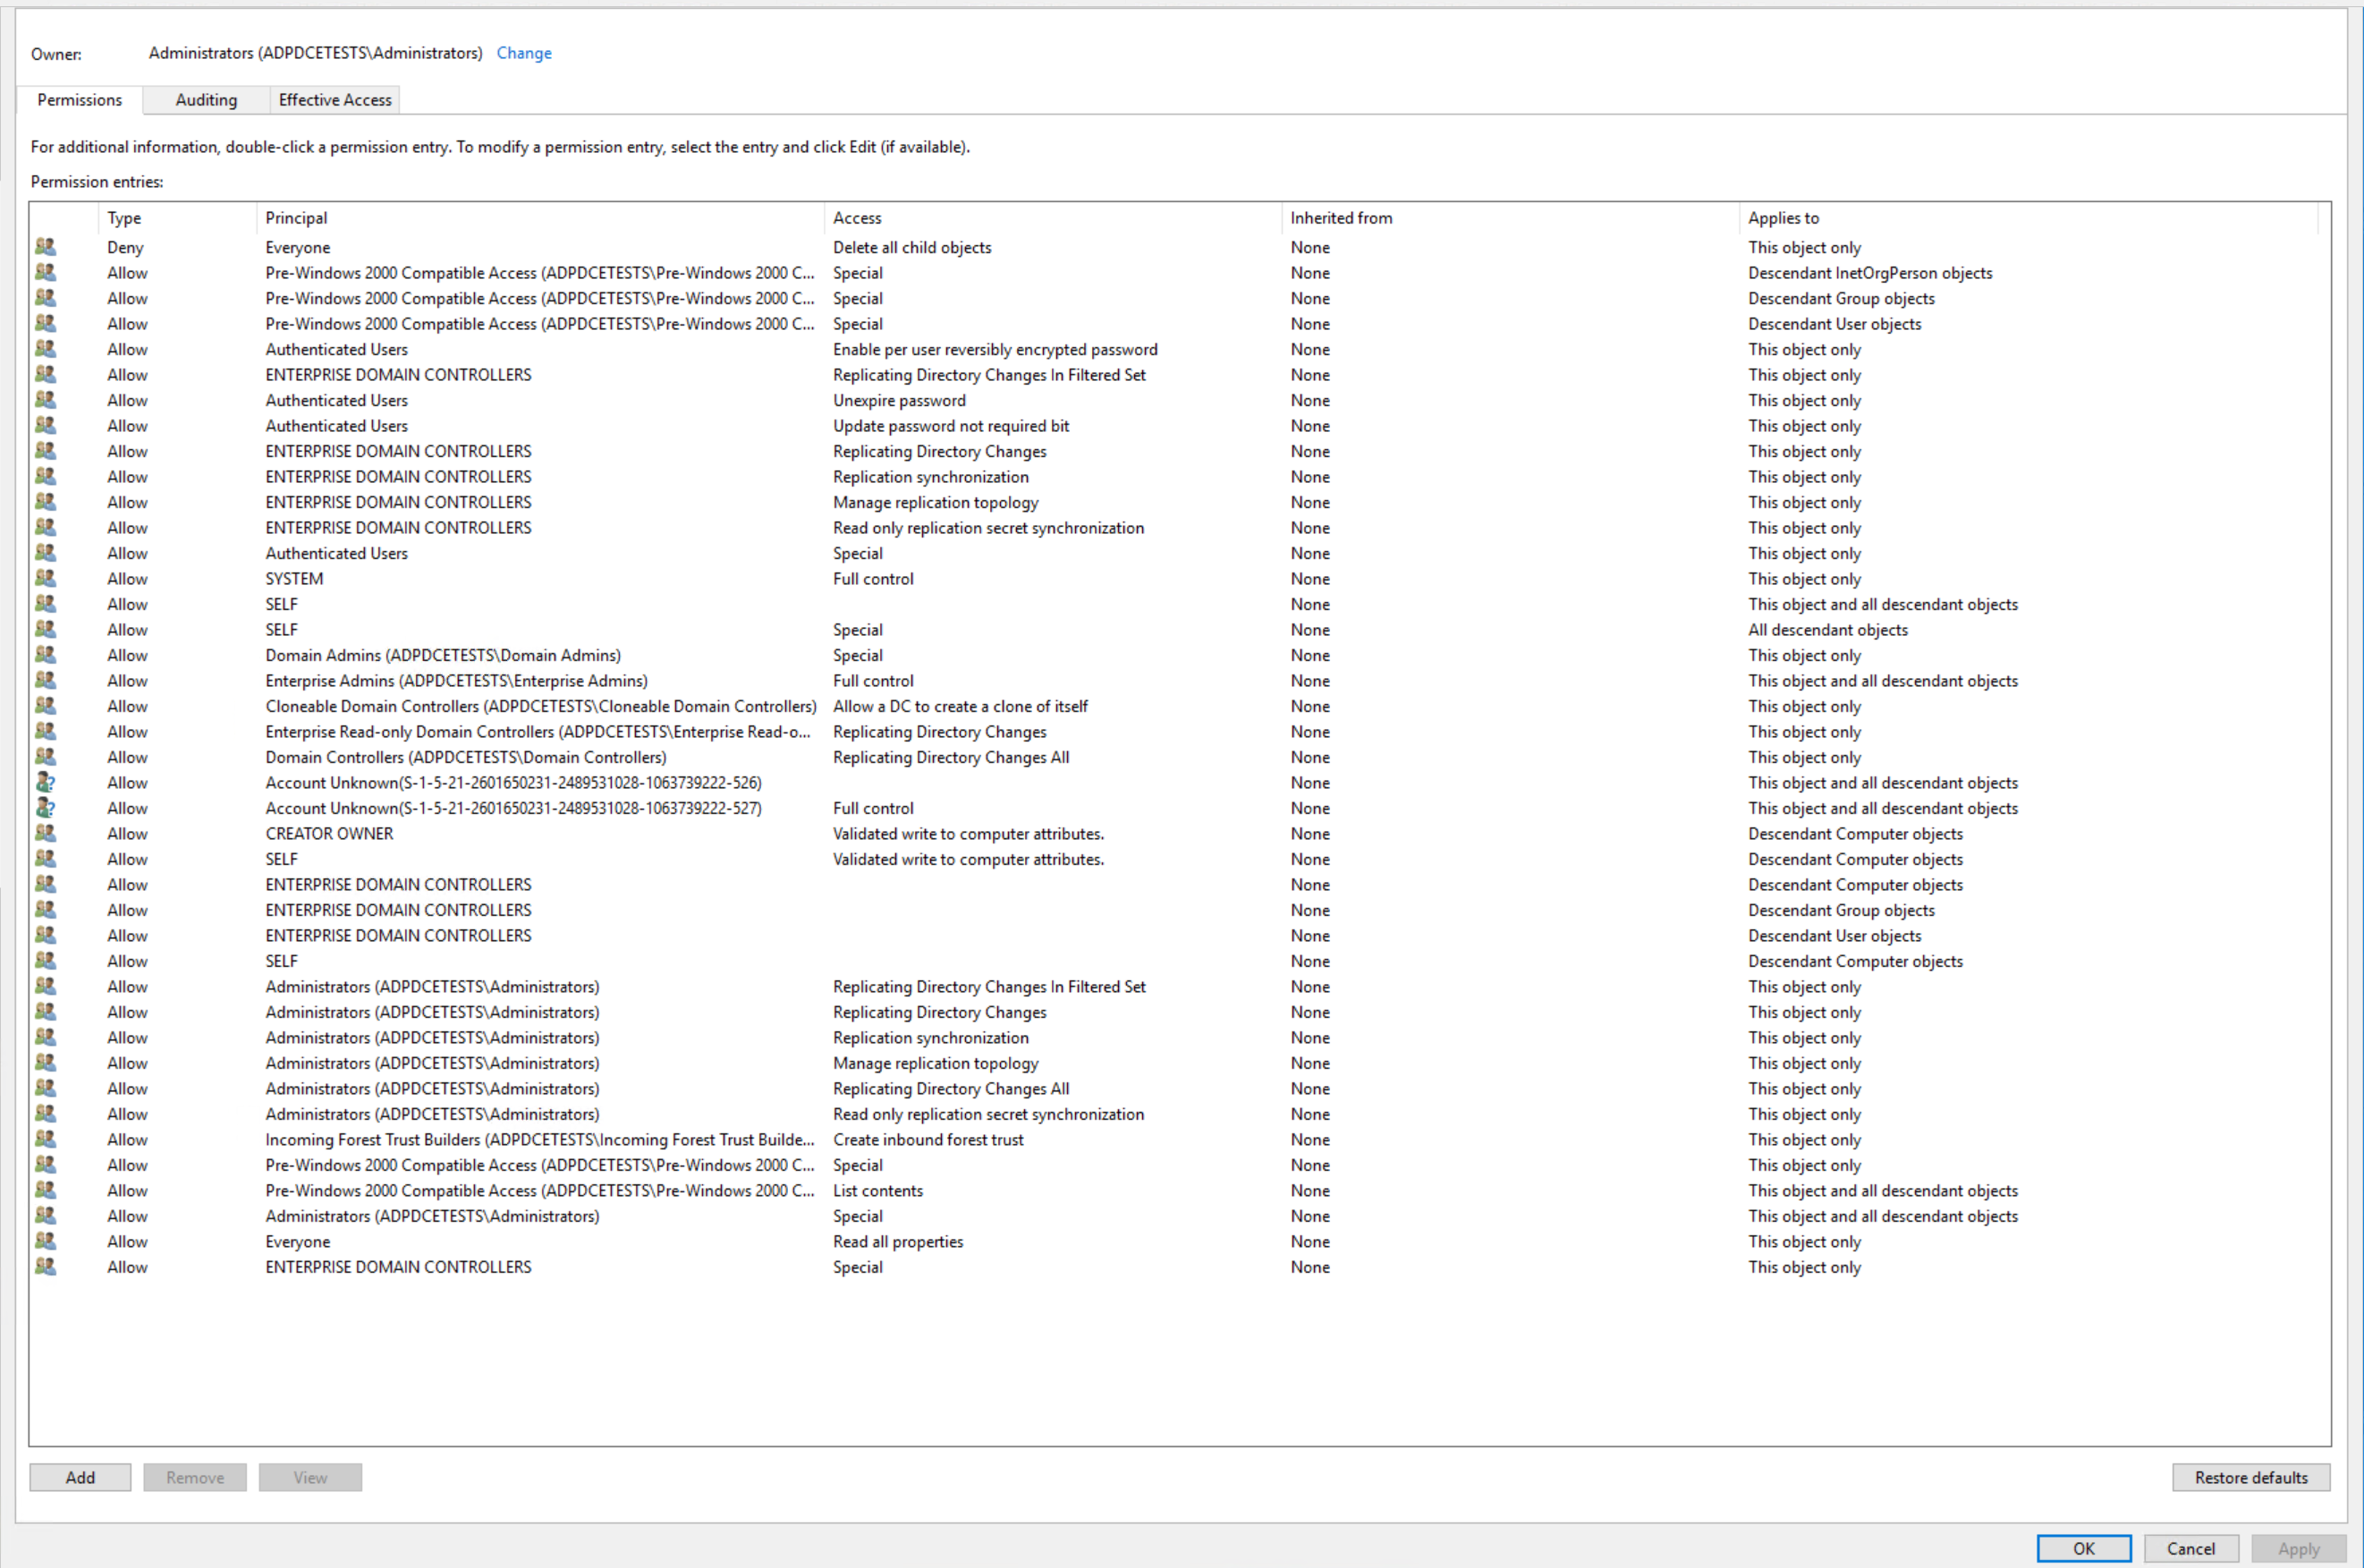 Owner: Administrators (ADPDCETESTS\Administrators) Change
Permissions Auditing Effective Access
For additional information, double-click a permission entry. To modify a permission entry, select the entry and click Edit (if available).
Permission entries:
Type Principal Access Inherited from Applies to
Deny Everyone Delete all child objects None This object only
Allow Pre-Windows 2000 Compatible Access (ADPDCETESTS\Pre-Windows 2000 C... Special None Descendant InetOrgPerson objects
Allow Pre-Windows 2000 Compatible Access (ADPDCETESTS\Pre-Windows 2000 C... Special None Descendant Group objects
Allow Pre-Windows 2000 Compatible Access (ADPDCETESTS\Pre-Windows 2000 C... Special None Descendant User objects
Allow Authenticated Users Enable per user reversibly encrypted password None This object only
Allow ENTERPRISE DOMAIN CONTROLLERS Replicating Directory Changes In Filtered Set None This object only
Allow Authenticated Users Unexpire password None This object only
Allow Authenticated Users Update password not required bit None This object only
Allow ENTERPRISE DOMAIN CONTROLLERS Replicating Directory Changes None This object only
Allow ENTERPRISE DOMAIN CONTROLLERS Replication synchronization None This object only
Allow ENTERPRISE DOMAIN CONTROLLERS Manage replication topology None This object only
Allow ENTERPRISE DOMAIN CONTROLLERS Read only replication secret synchronization None This object only
Allow Authenticated Users Special None This object only
Allow SYSTEM Full control None This object only
Allow SELF None This object and all descendant objects
Allow SELF Special None All descendant objects
Allow Domain Admins (ADPDCETESTS\Domain Admins) Special None This object only
Allow Enterprise Admins (ADPDCETESTS\Enterprise Admins) Full control None This object and all descendant objects
Allow Cloneable Domain Controllers (ADPDCETESTS\Cloneable Domain Controllers) Allow a DC to create a clone of itself None This object only
Allow Enterprise Read-only Domain Controllers (ADPDCETESTS\Enterprise Read-o... Replicating Directory Changes None This object only
Allow Domain Controllers (ADPDCETESTS\Domain Controllers) Replicating Directory Changes All None This object only
Allow Account Unknown(S-1-5-21-2601650231-2489531028-1063739222-526) None This object and all descendant objects
Allow Account Unknown(S-1-5-21-2601650231-2489531028-1063739222-527) Full control None This object and all descendant objects
Allow CREATOR OWNER Validated write to computer attributes. None Descendant Computer objects
Allow SELF Validated write to computer attributes. None Descendant Computer objects
Allow ENTERPRISE DOMAIN CONTROLLERS None Descendant Computer objects
Allow ENTERPRISE DOMAIN CONTROLLERS None Descendant Group objects
Allow ENTERPRISE DOMAIN CONTROLLERS None Descendant User objects
Allow SELF None Descendant Computer objects
Allow Administrators (ADPDCETESTS\Administrators) Replicating Directory Changes In Filtered Set None This object only
Allow Administrators (ADPDCETESTS\Administrators) Replicating Directory Changes None This object only
Allow Administrators (ADPDCETESTS\Administrators) Replication synchronization None This object only
Allow Administrators (ADPDCETESTS\Administrators) Manage replication topology None This object only
Allow Administrators (ADPDCETESTS\Administrators) Replicating Directory Changes All None This object only
Allow Administrators (ADPDCETESTS\Administrators) Read only replication secret synchronization None This object only
Allow Incoming Forest Trust Builders (ADPDCETESTS\Incoming Forest Trust Builde... Create inbound forest trust None This object only
Allow Pre-Windows 2000 Compatible Access (ADPDCETESTS\Pre-Windows 2000 C... Special None This object only
Allow Pre-Windows 2000 Compatible Access (ADPDCETESTS\Pre-Windows 2000 C... List contents None This object and all descendant objects
Allow Administrators (ADPDCETESTS\Administrators) Special None This object and all descendant objects
Allow Everyone Read all properties None This object only
Allow ENTERPRISE DOMAIN CONTROLLERS Special None This object only
Add Remove View Restore defaults
OK Cancel Apply